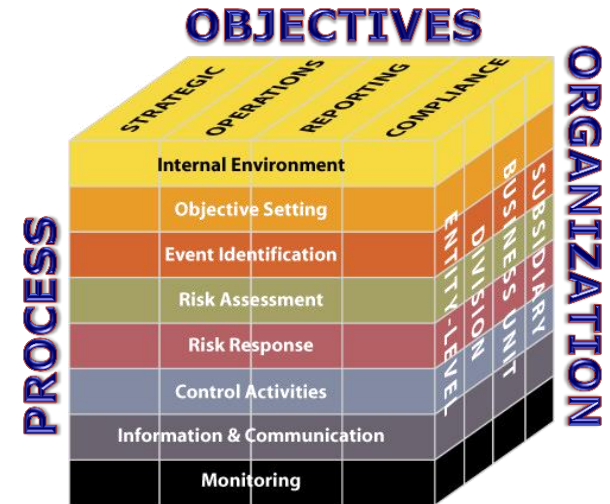 OBJECTIVES
STRATEGIC
OPERATIONS
REPORTING
COMPLIANCE
PROCESS
Internal Environment
Objective Setting
Event Identification
Risk Assessment
Risk Response
Control Activities
Information & Communication
Monitoring
ENTITY-LEVEL
DIVISION
BUSINESS UNIT
SUBSIDIARY
ORGANIZATION